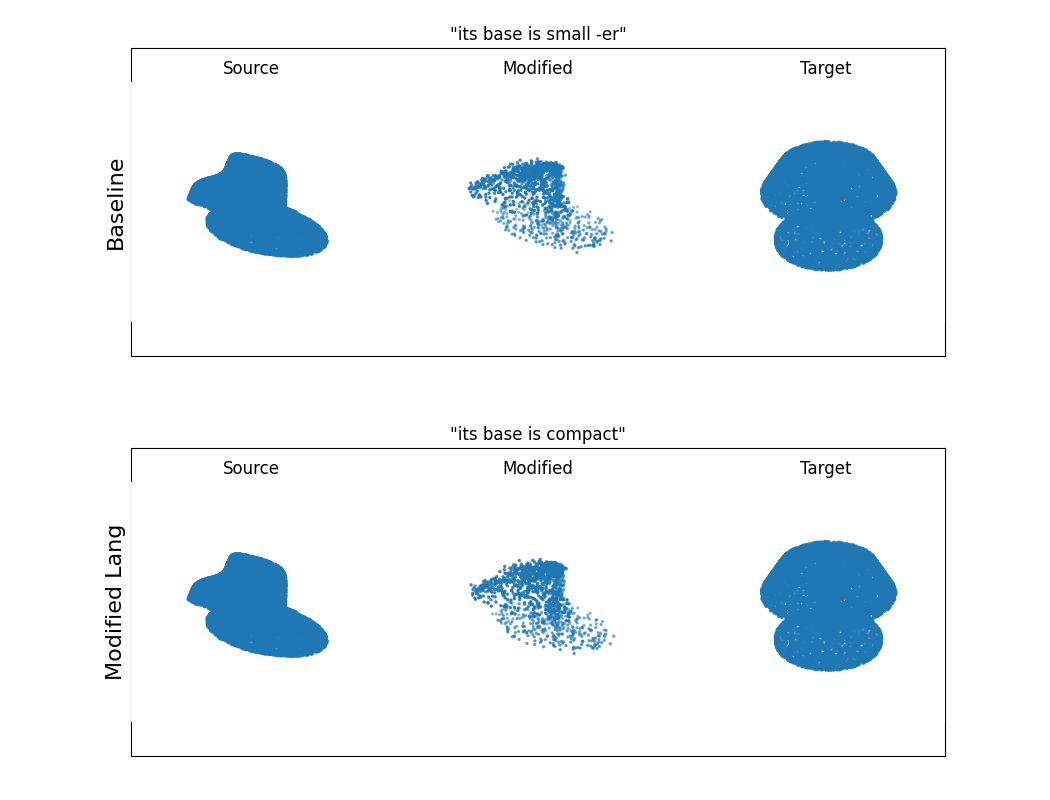 "its base is small -er"
Source Modified Target
Baseline
"its base is compact"
Source Modified Target
Modified Lang